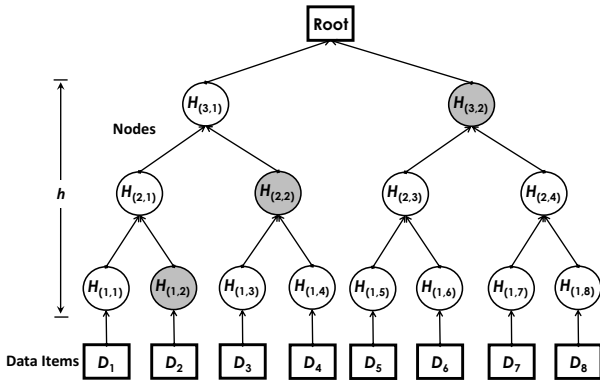 Root
H(3,1) H(3,2)
Nodes
h H(2,1) H(2,2) H(2,3) H(2,4)
H(1,1) H(1,2) H(1,3) H(1,4) H(1,5) H(1,6) H(1,7) H(1,8)
Data Items D1 D2 D3 D4 D5 D6 D7 D8